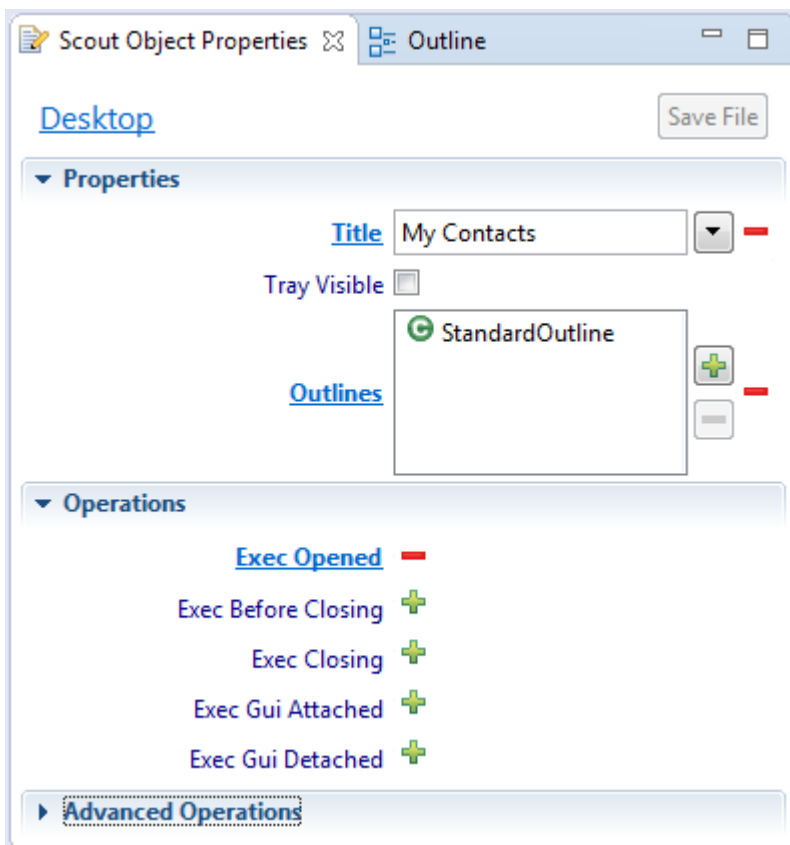 Scout Object Properties Outline
Desktop Save File
Properties
Title My Contacts
Tray Visible
StandardOutline
Outlines
Operations
Exec Opened
Exec Before Closing
Exec Closing
Exec Gui Attached
Exec Gui Detached
Advanced Operations